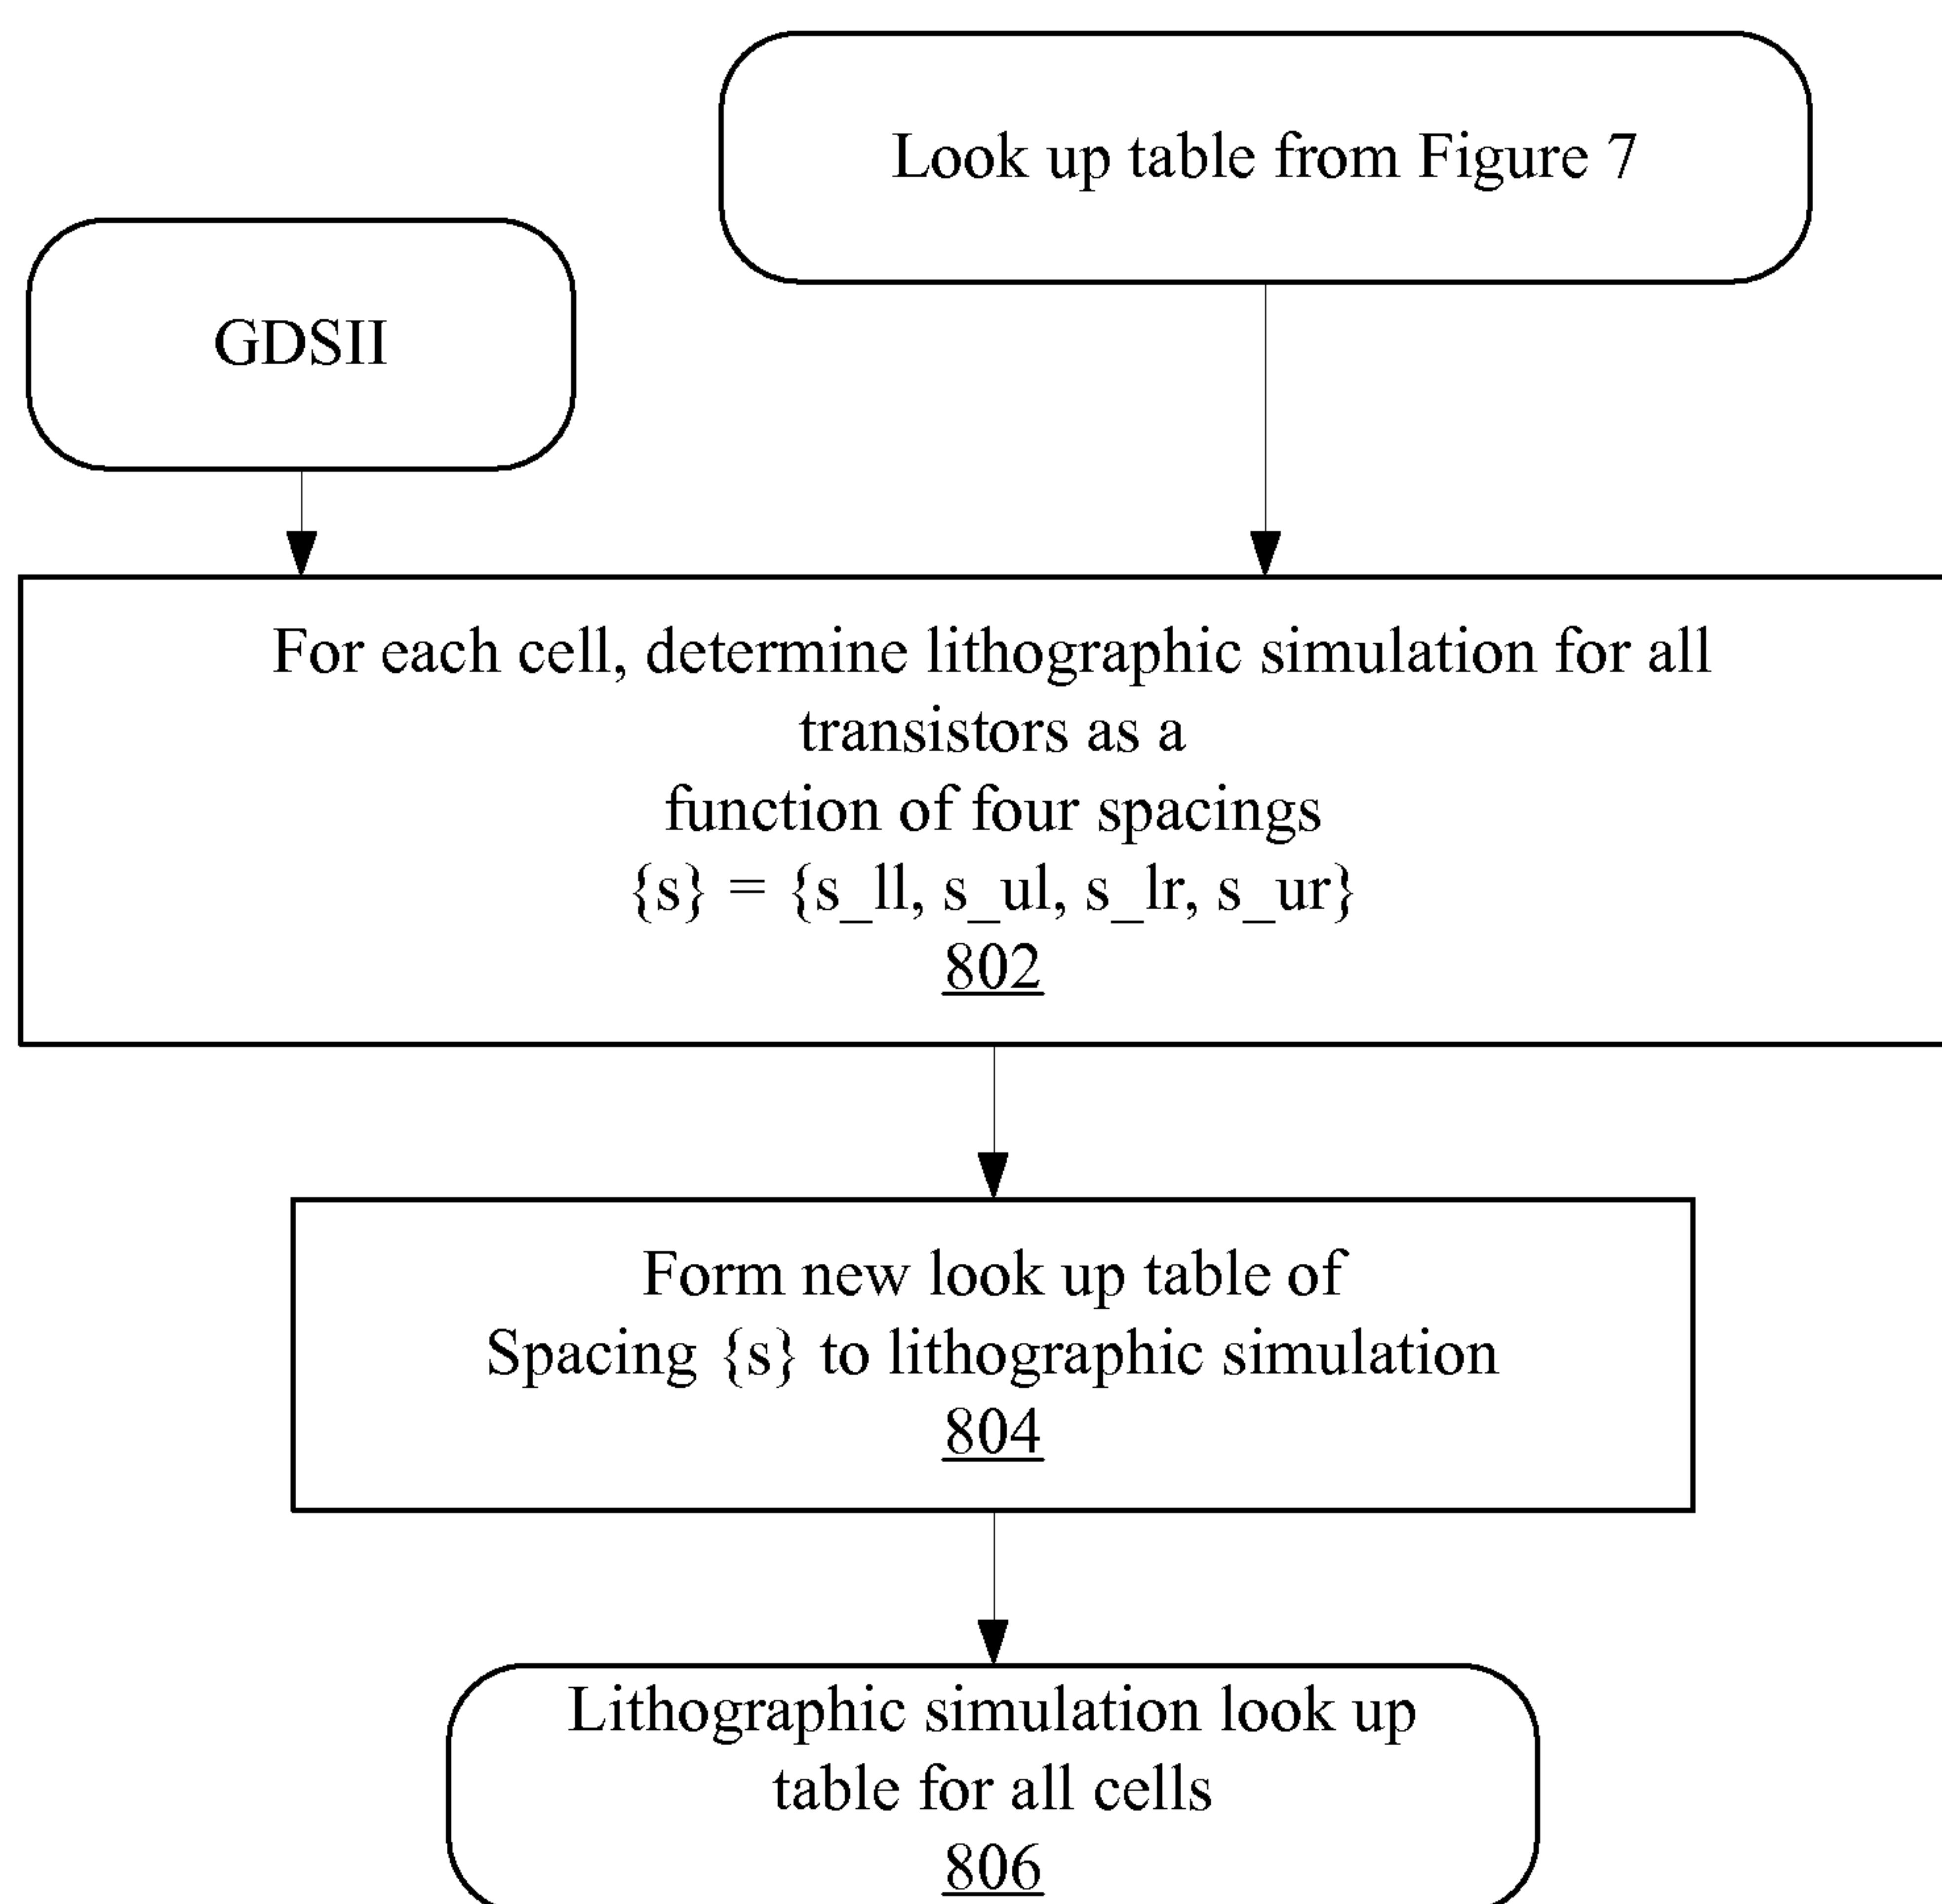 Look up table from Figure 7
GDSII
For each cell, determine lithographic simulation for all
transistors as a
function of four spacings
{s} = {s_ll, s_ul, s_lr, s_ur}
802
Form new look up table of
Spacing {s} to lithographic simulation
804
Lithographic simulation look up
table for all cells
806